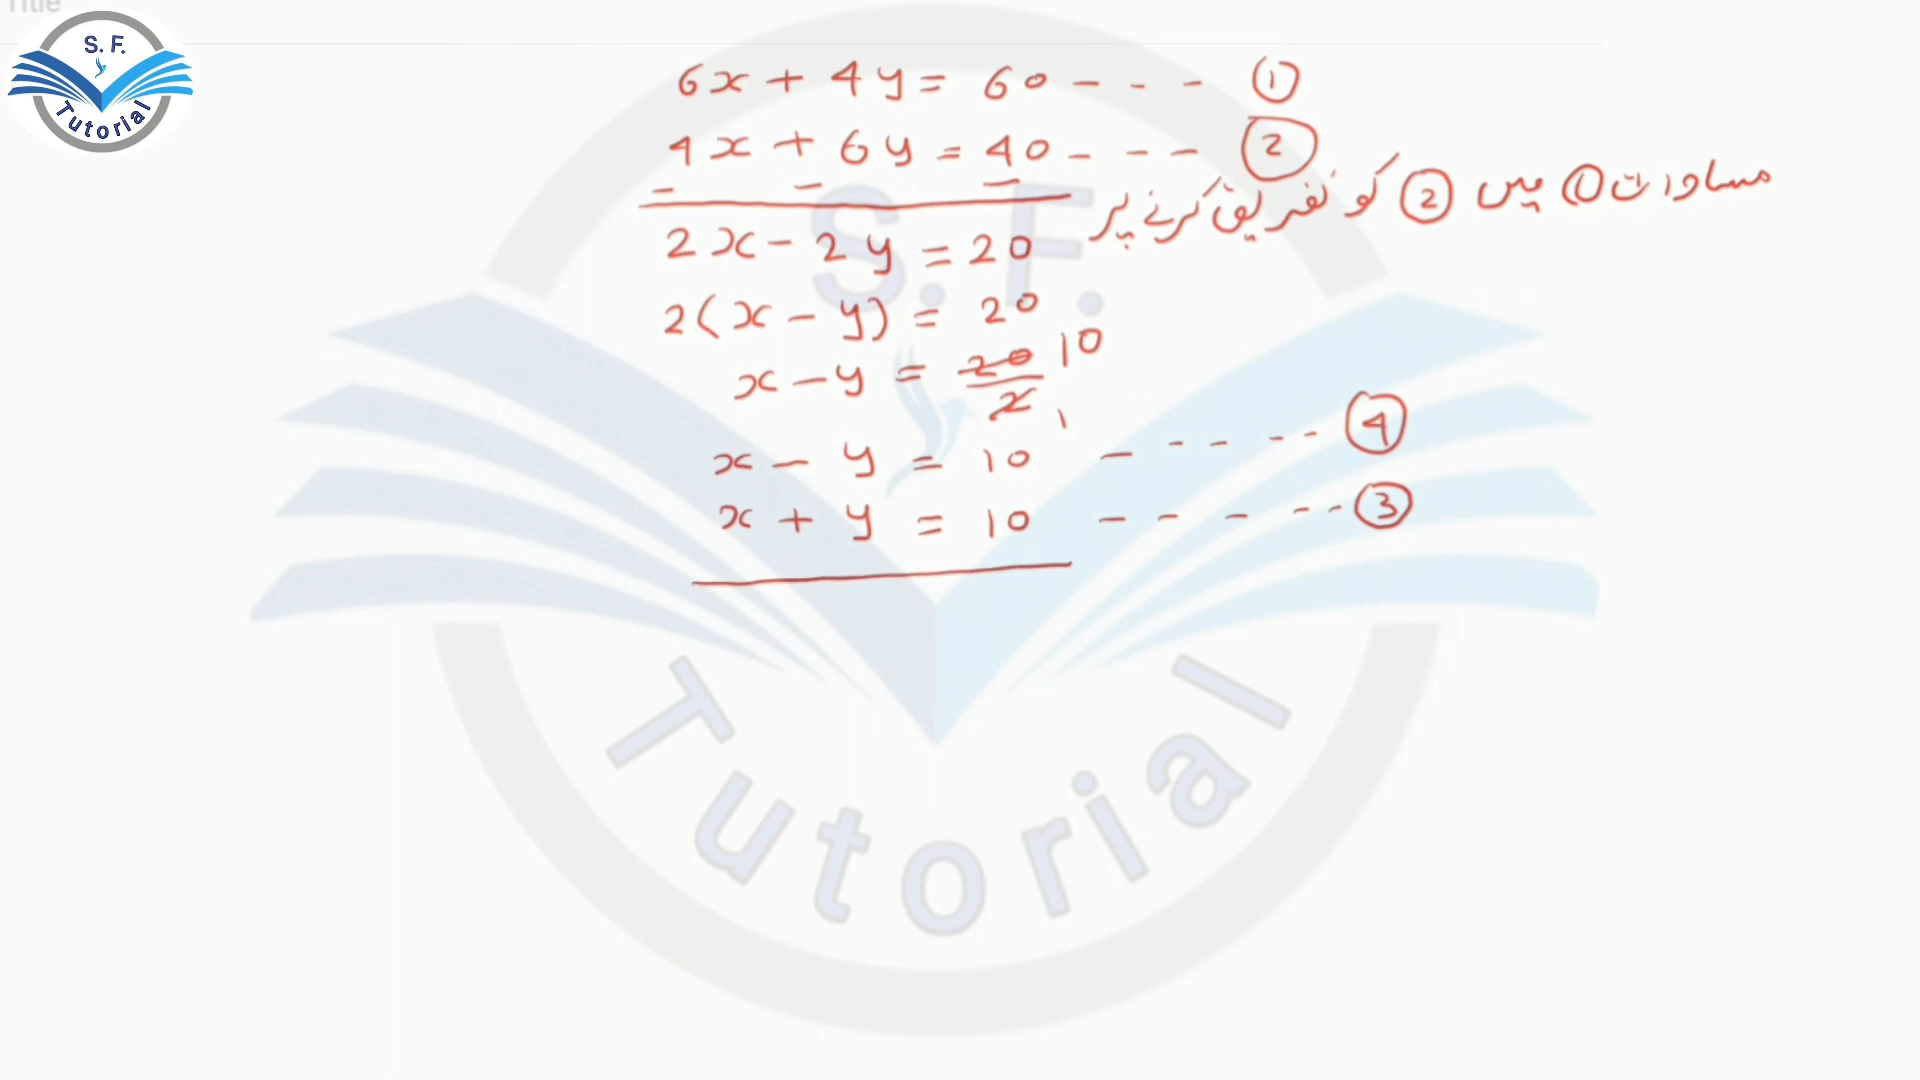 Title
S. F.
Tutorial
6x + 4y = 60 - - - ①
4x + 6y = 40 - - - ②
- - -
مساوات ① میں ② کو تفریق کرنے پر
2x - 2y = 20
2(x - y) = 20
x - y = 20/2 10 1
x - y = 10 - - - - - ④
x + y = 10 - - - - - ③
S. F.
Tutorial